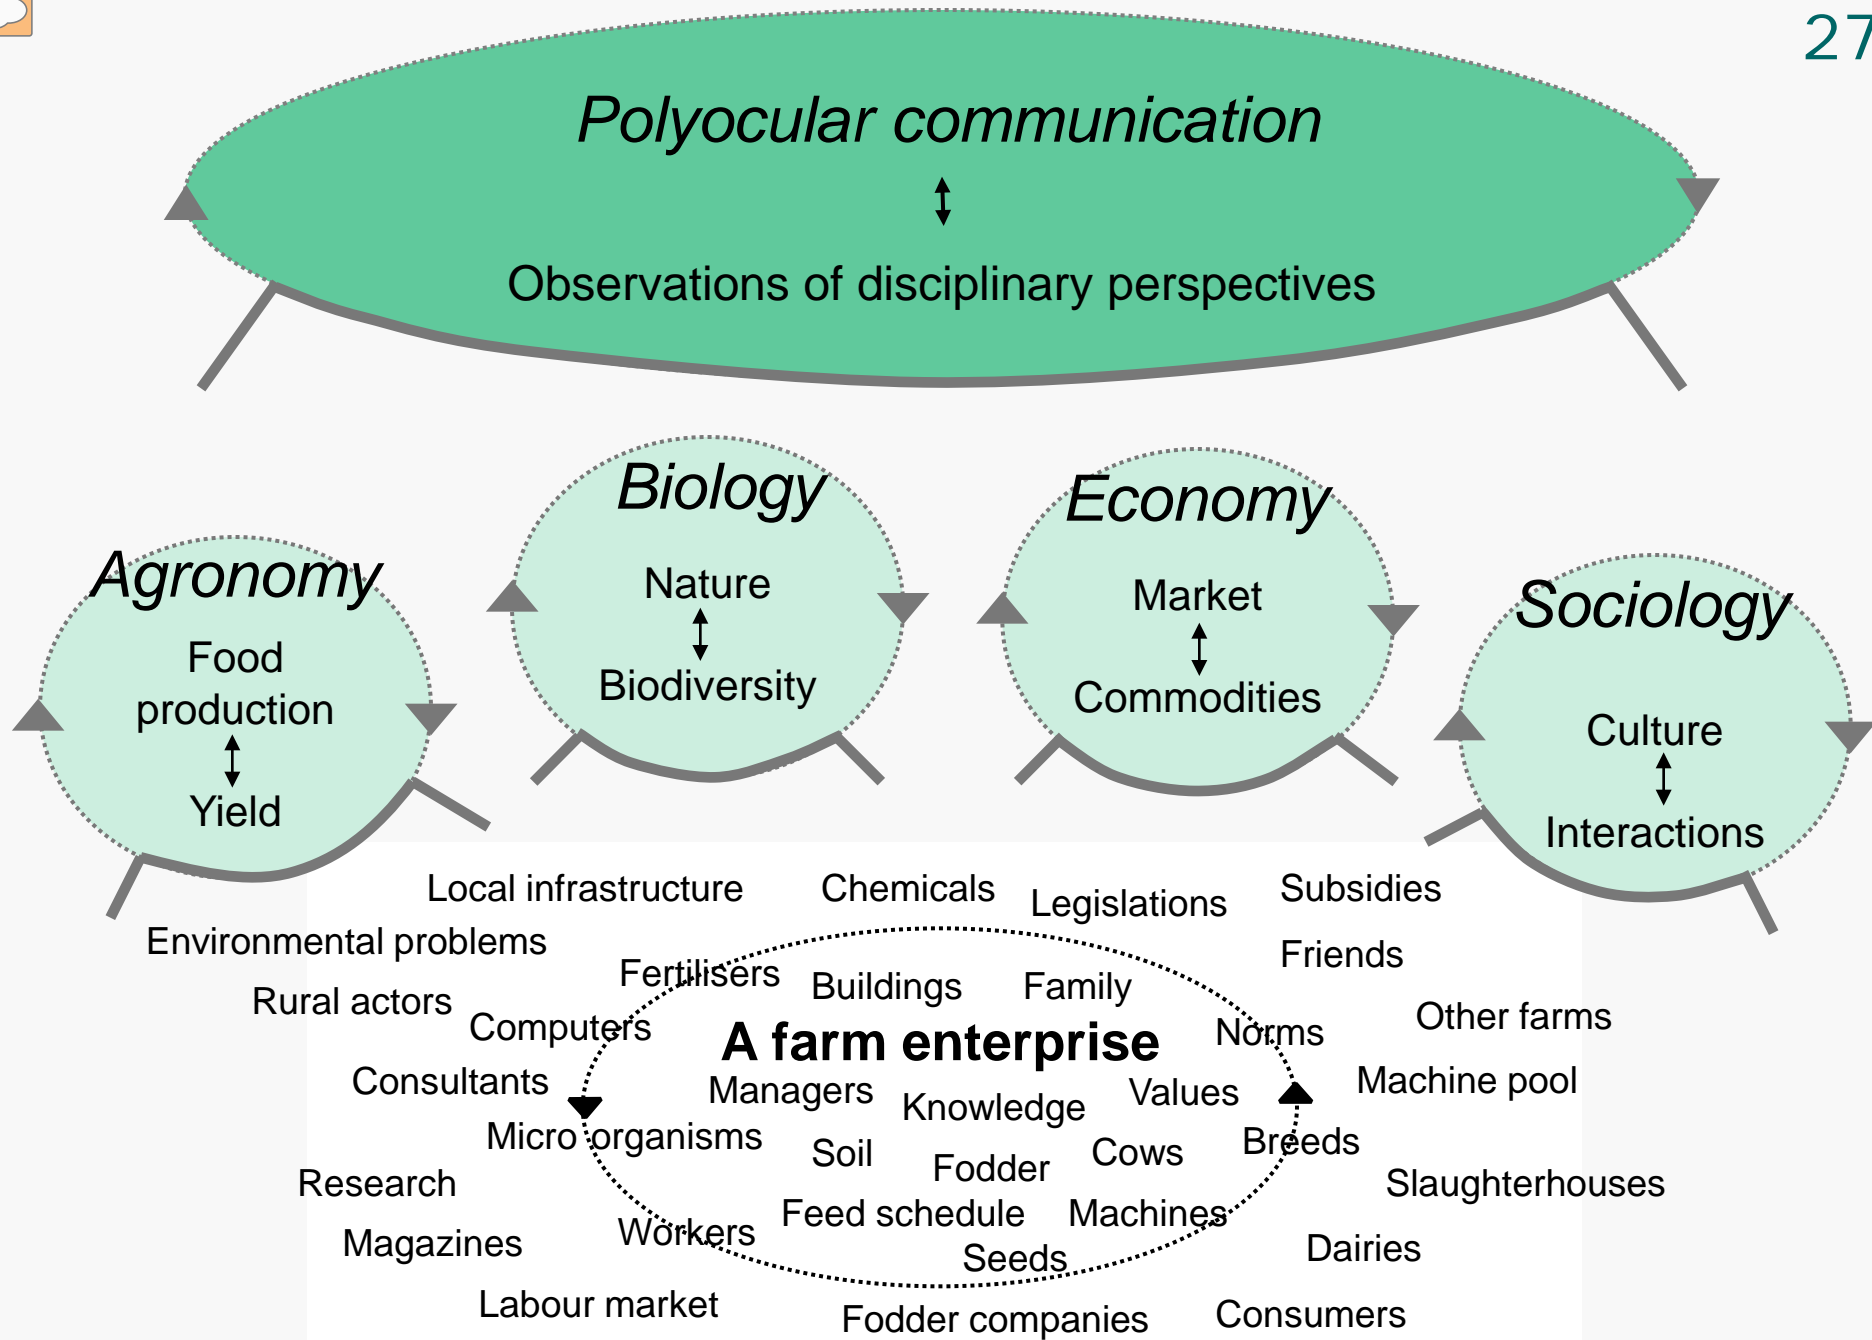 27
Polyocular communication
Observations of disciplinary perspectives
Agronomy
Food
production
Yield
Biology
Nature
Biodiversity
Economy
Market
Commodities
Sociology
Culture
Interactions
Local infrastructure
Chemicals
Legislations
Subsidies
Environmental problems
Friends
Fertilisers
Buildings
Family
Rural actors
Computers
A farm enterprise
Norms
Other farms
Consultants
Managers
Knowledge
Values
Machine pool
Micro organisms
Soil
Fodder
Cows
Breeds
Research
Slaughterhouses
Feed schedule
Machines
Magazines
Workers
Seeds
Dairies
Labour market
Fodder companies
Consumers